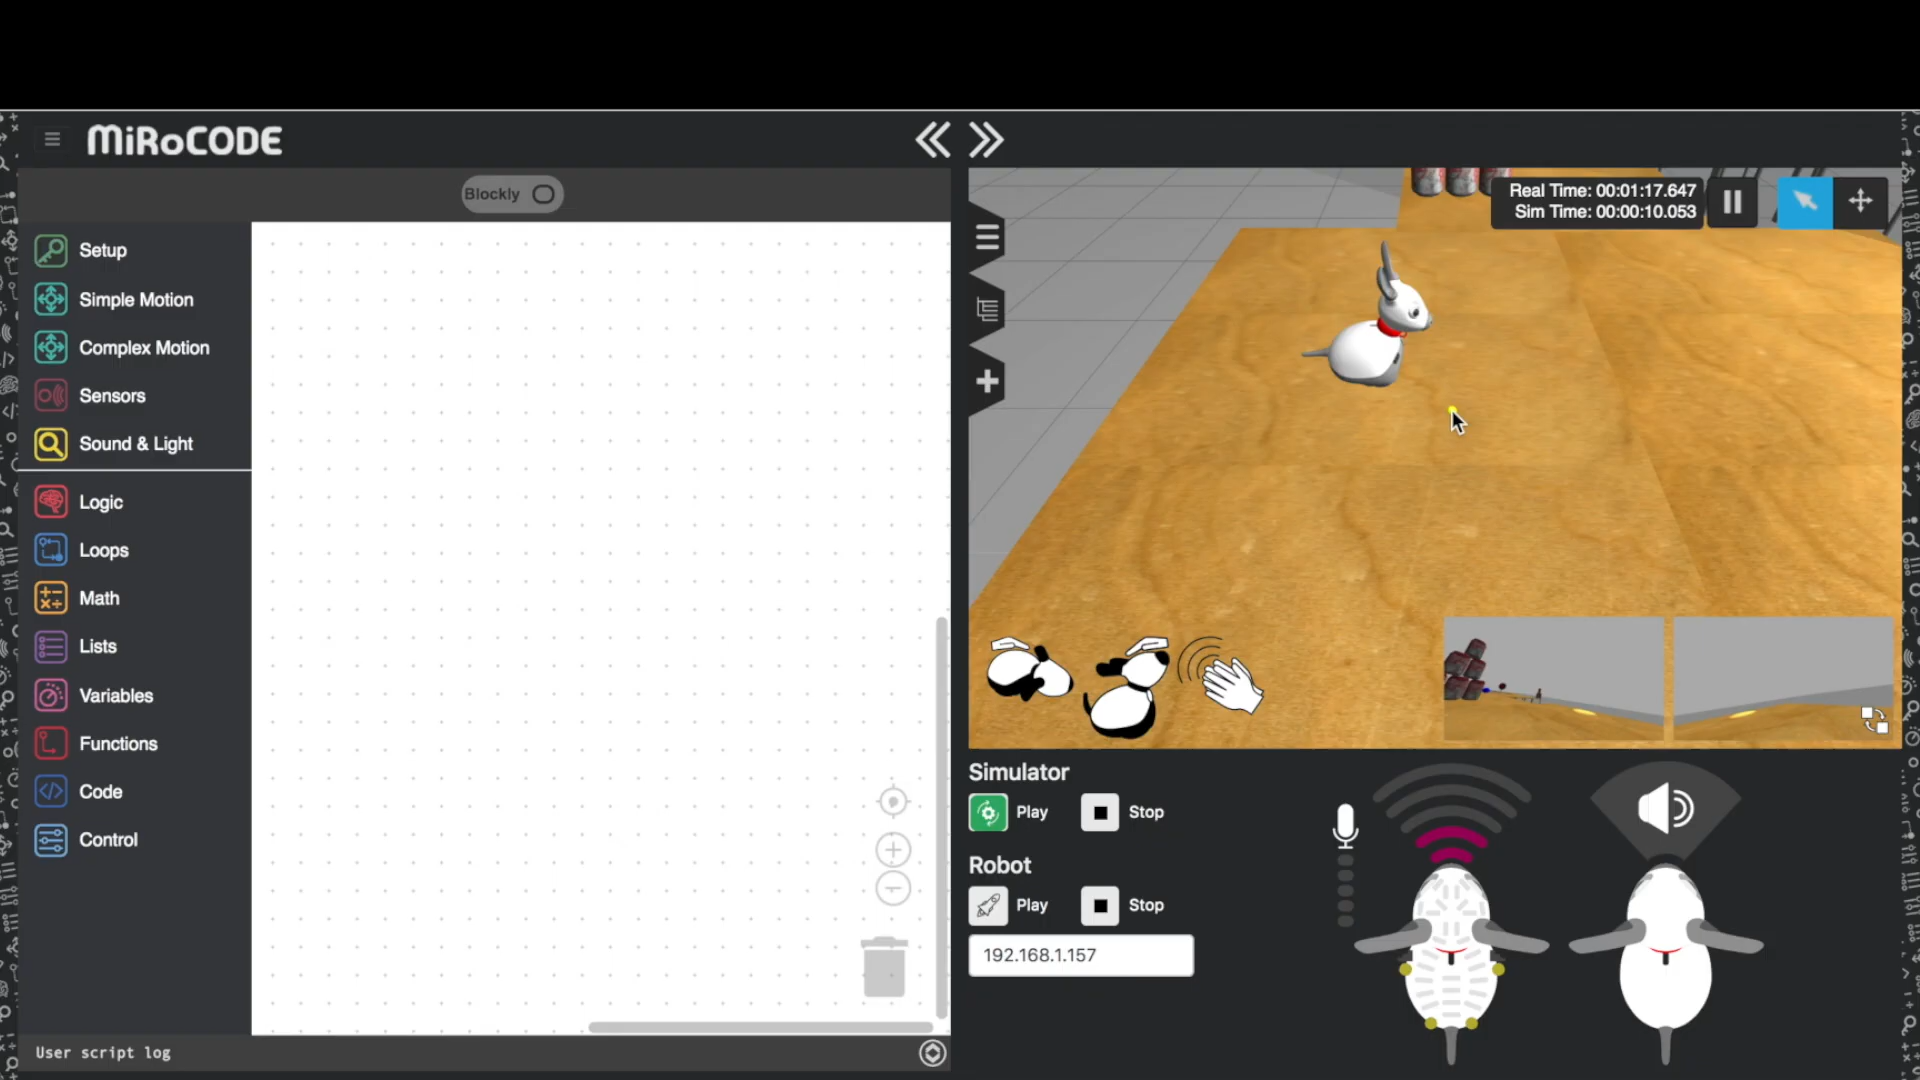 MiRoCODE
Blockly
Setup
Simple Motion
Complex Motion
Sensors
Sound & Light
Logic
Loops
Math
Lists
Variables
Functions
Code
Control
User script log
Real Time: 00:01:17.647
Sim Time: 00:00:10.053
Simulator
Play
Stop
Robot
Play
Stop
192.168.1.157